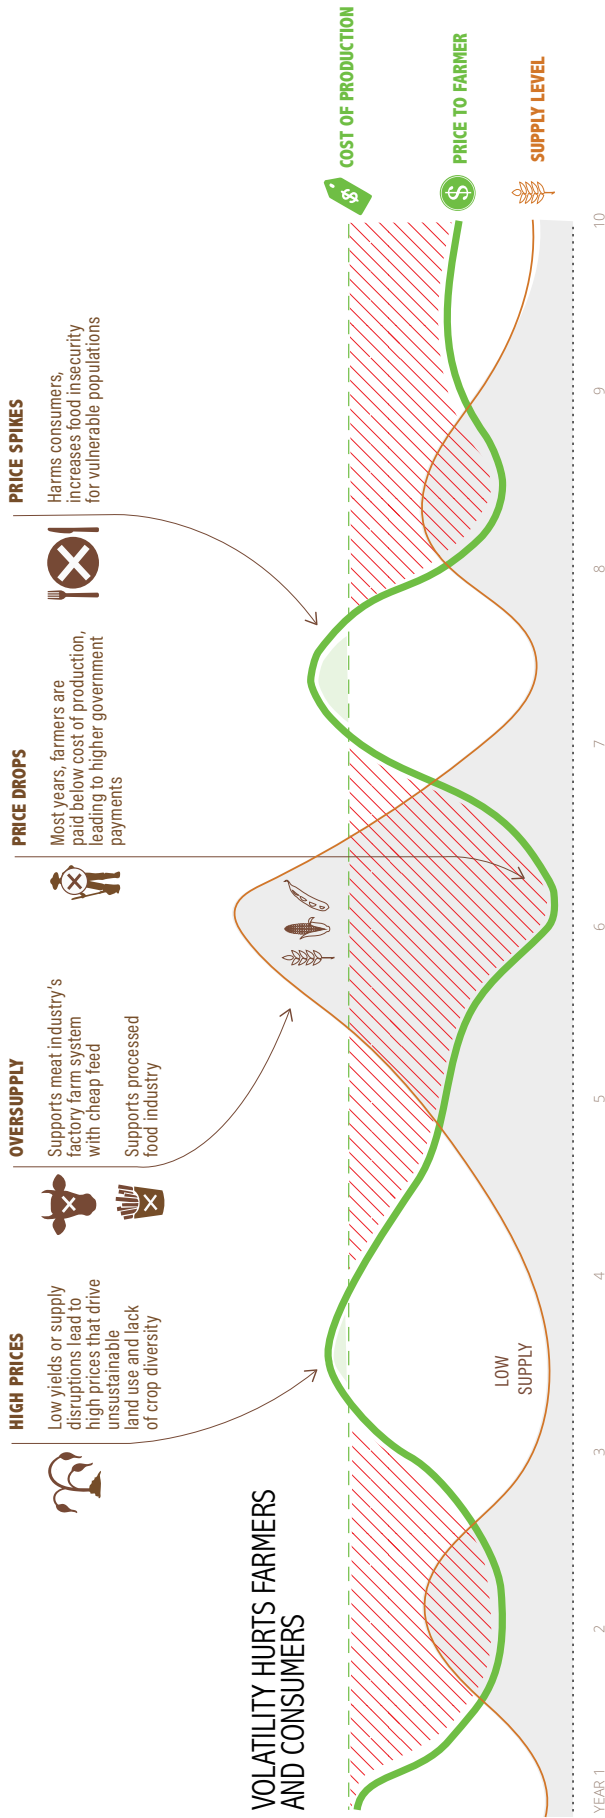 HIGH PRICES
Low yields or supply
disruptions lead to
high prices that drive
unsustainable
land use and lack
of crop diversity
OVERSUPPLY
Supports meat industry’s
factory farm system
with cheap feed
Supports processed
food industry
PRICE DROPS
Most years, farmers are
paid below cost of production,
leading to higher government
payments
PRICE SPIKES
Harms consumers,
increases food insecurity
for vulnerable populations
VOLATILITY HURTS FARMERS
AND CONSUMERS
$ COST OF PRODUCTION
$ PRICE TO FARMER
SUPPLY LEVEL
LOW
SUPPLY
YEAR 1 2 3 4 5 6 7 8 9 10